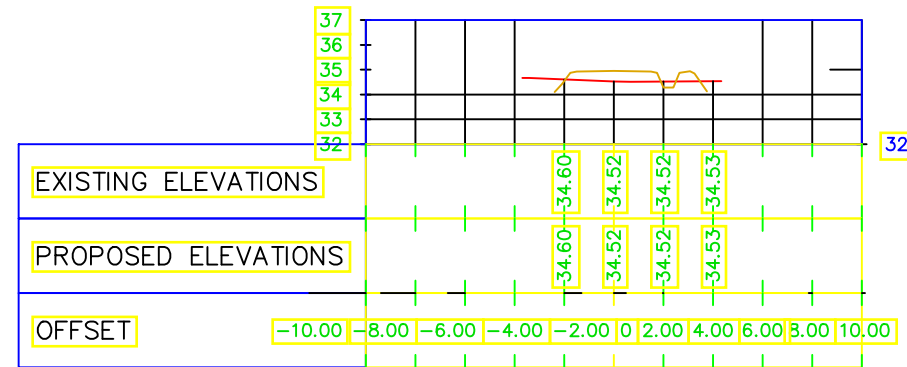 37
36
35
34
33
32
32
EXISTING ELEVATIONS 34.60 34.52 34.52 34.53
PROPOSED ELEVATIONS 34.60 34.52 34.52 34.53
OFFSET -10.00 -8.00 -6.00 -4.00 -2.00 0 2.00 4.00 6.00 8.00 10.00